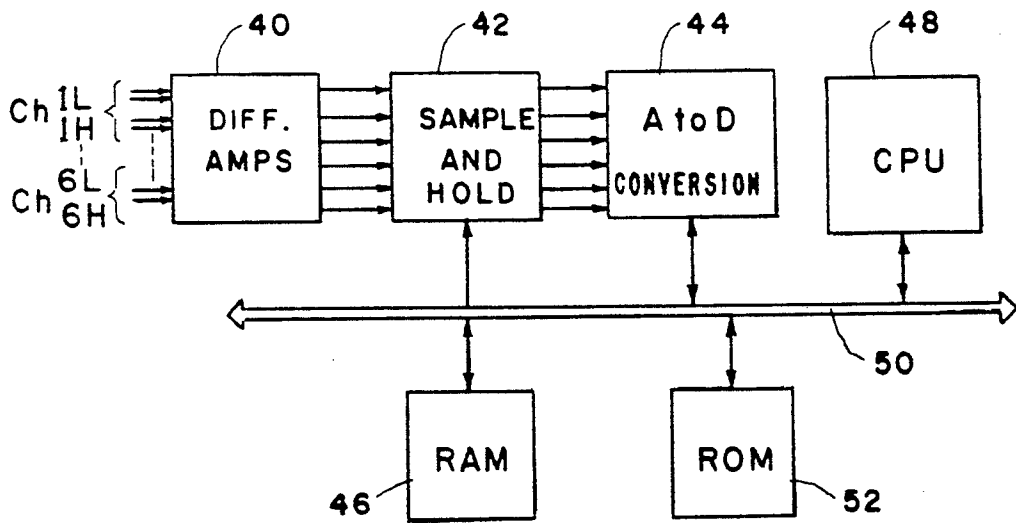 40
42
44
48
Ch 1L
1H
Ch 6L
6H
DIFF.
AMPS
SAMPLE
AND
HOLD
A to D
CONVERSION
CPU
50
RAM
46
ROM
52